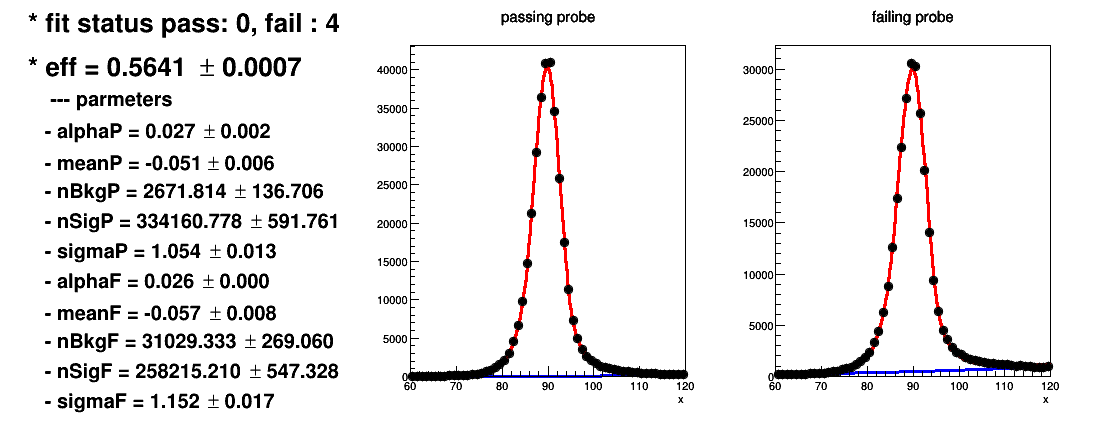 * fit status pass: 0, fail : 4
* eff = 0.5641 ± 0.0007
--- parmeters
- alphaP = 0.027 ± 0.002
- meanP = -0.051 ± 0.006
- nBkgP = 2671.814 ± 136.706
- nSigP = 334160.778 ± 591.761
- sigmaP = 1.054 ± 0.013
- alphaF = 0.026 ± 0.000
- meanF = -0.057 ± 0.008
- nBkgF = 31029.333 ± 269.060
- nSigF = 258215.210 ± 547.328
- sigmaF = 1.152 ± 0.017
passing probe
40000
35000
30000
25000
20000
15000
10000
5000
0
60 70 80 90 100 110 120
x
failing probe
30000
25000
20000
15000
10000
5000
0
60 70 80 90 100 110 120
x